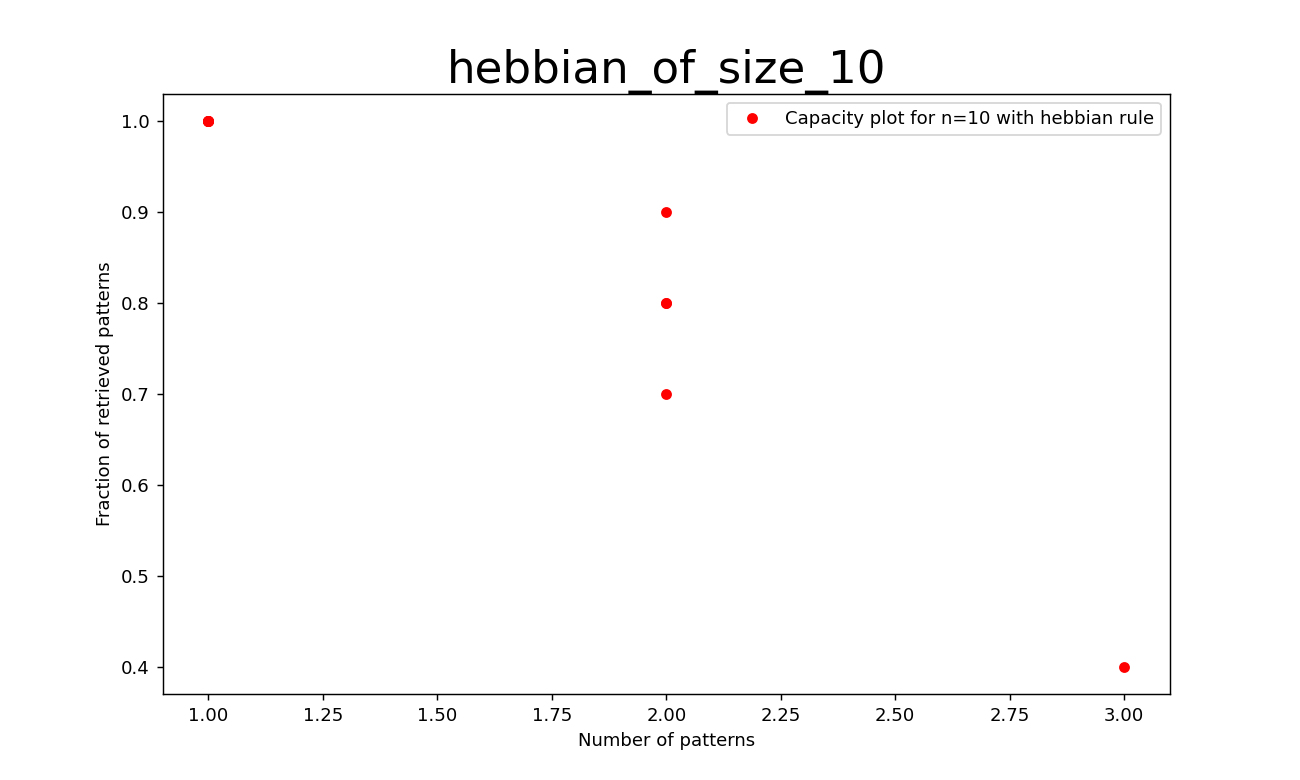 hebbian_of_size_10
Capacity plot for n=10 with hebbian rule
1.0
0.9
0.8
0.7
0.6
0.5
0.4
Fraction of retrieved patterns
1.00 1.25 1.50 1.75 2.00 2.25 2.50 2.75 3.00
Number of patterns